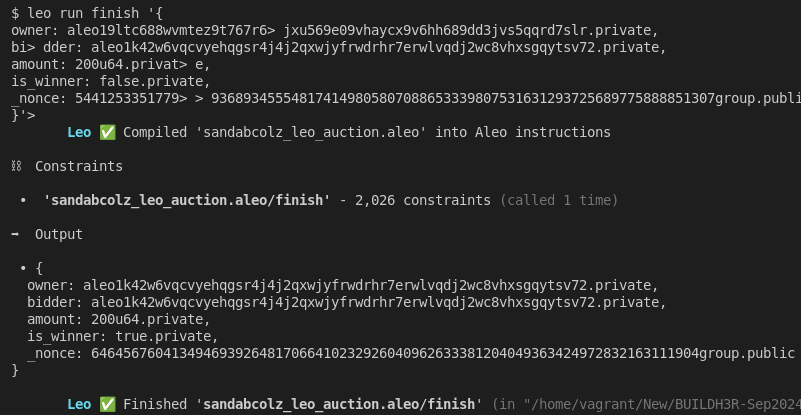 $ leo run finish '{
owner: aleo19ltc688wvmtez9t767r6> jxu569e09vhaycx9v6hh689dd3jvs5qqrd7slr.private,
bi> dder: aleo1k42w6vqcvyehqgsr4j4j2qxwjyfrwdrhr7erwlvqdj2wc8vhxsgqytsv72.private,
amount: 200u64.privat> e,
is_winner: false.private,
_nonce: 5441253351779> > 936893455548174149805807088653339807531631293725689775888851307group.publi
}'>
Leo ✅ Compiled 'sandabcolz_leo_auction.aleo' into Aleo instructions
⛓ Constraints
• 'sandabcolz_leo_auction.aleo/finish' - 2,026 constraints (called 1 time)
➡ Output
• {
owner: aleo1k42w6vqcvyehqgsr4j4j2qxwjyfrwdrhr7erwlvqdj2wc8vhxsgqytsv72.private,
bidder: aleo1k42w6vqcvyehqgsr4j4j2qxwjyfrwdrhr7erwlvqdj2wc8vhxsgqytsv72.private,
amount: 200u64.private,
is_winner: true.private,
_nonce: 6464567604134946939264817066410232926040962633381204049363424972832163111904group.public
}
Leo ✅ Finished 'sandabcolz_leo_auction.aleo/finish' (in "/home/vagrant/New/BUILDH3R-Sep2024